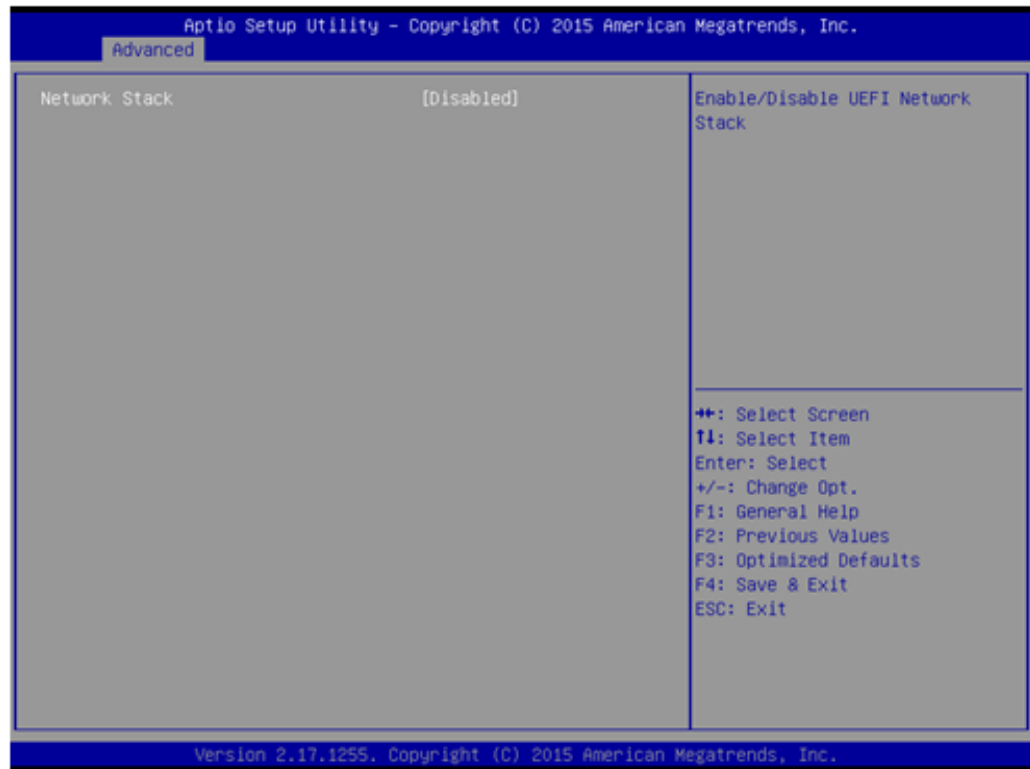 Aptio Setup Utility – Copyright (C) 2015 American Megatrends, Inc.
Advanced
Network Stack [Disabled]
Enable/Disable UEFI Network
Stack
→←: Select Screen
↑↓: Select Item
Enter: Select
+/-: Change Opt.
F1: General Help
F2: Previous Values
F3: Optimized Defaults
F4: Save & Exit
ESC: Exit
Version 2.17.1255. Copyright (C) 2015 American Megatrends, Inc.